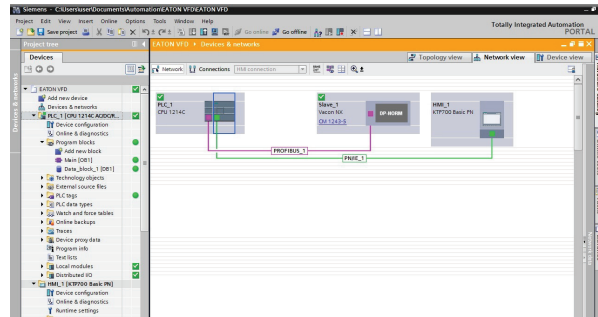 Siemens - C:\Users\user\Documents\Automation\EATON VFD\EATON VFD
Project Edit View Insert Online Options Tools Window Help
Totally Integrated Automation
PORTAL
Save project
Go online Go offline
Project tree
EATON VFD ▸ Devices & networks
Devices
Topology view Network view Device view
Network Connections HMI connection
EATON VFD
Add new device
Devices & networks
PLC_1 [CPU 1214C AC/DC/R...
Device configuration
Online & diagnostics
Program blocks
Add new block
Main [OB1]
Data_block_1 [DB1]
Technology objects
External source files
PLC tags
PLC data types
Watch and force tables
Online backups
Traces
Device proxy data
Program info
Text lists
Local modules
Distributed I/O
HMI_1 [KTP700 Basic PN]
Device configuration
Online & diagnostics
Runtime settings
PLC_1
CPU 1214C
Slave_1
Vacon NX
CM 1243-5
DP-NORM
HMI_1
KTP700 Basic PN
PROFIBUS_1
PN/IE_1
Devices & networks